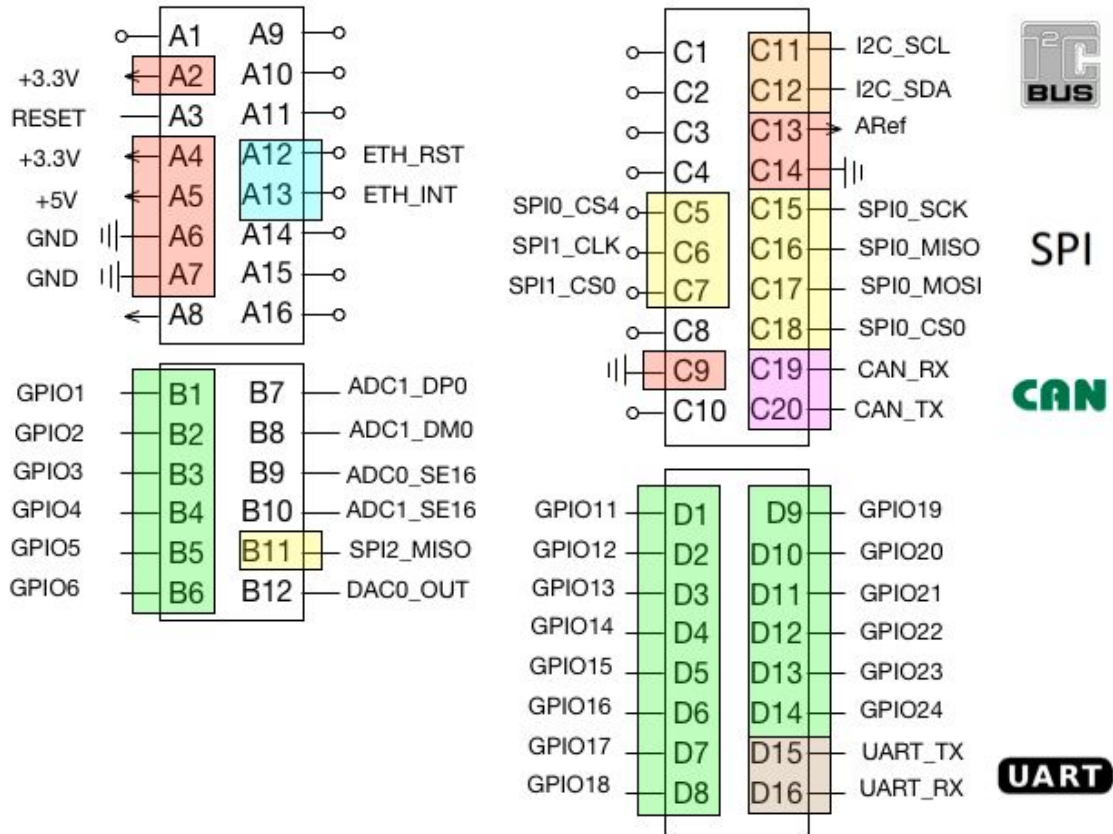 A1 A9
+3.3V A2 A10
RESET A3 A11
+3.3V A4 A12 ETH_RST
+5V A5 A13 ETH_INT
GND A6 A14
GND A7 A15
A8 A16
GPIO1 B1 B7 ADC1_DP0
GPIO2 B2 B8 ADC1_DM0
GPIO3 B3 B9 ADC0_SE16
GPIO4 B4 B10 ADC1_SE16
GPIO5 B5 B11 SPI2_MISO
GPIO6 B6 B12 DAC0_OUT
C1 C11 I2C_SCL
C2 C12 I2C_SDA
C3 C13 ARef
C4 C14
SPI0_CS4 C5 C15 SPI0_SCK
SPI1_CLK C6 C16 SPI0_MISO
SPI1_CS0 C7 C17 SPI0_MOSI
C8 C18 SPI0_CS0
C9 C19 CAN_RX
C10 C20 CAN_TX
GPIO11 D1 D9 GPIO19
GPIO12 D2 D10 GPIO20
GPIO13 D3 D11 GPIO21
GPIO14 D4 D12 GPIO22
GPIO15 D5 D13 GPIO23
GPIO16 D6 D14 GPIO24
GPIO17 D7 D15 UART_TX
GPIO18 D8 D16 UART_RX
I2C
BUS
SPI
CAN
UART